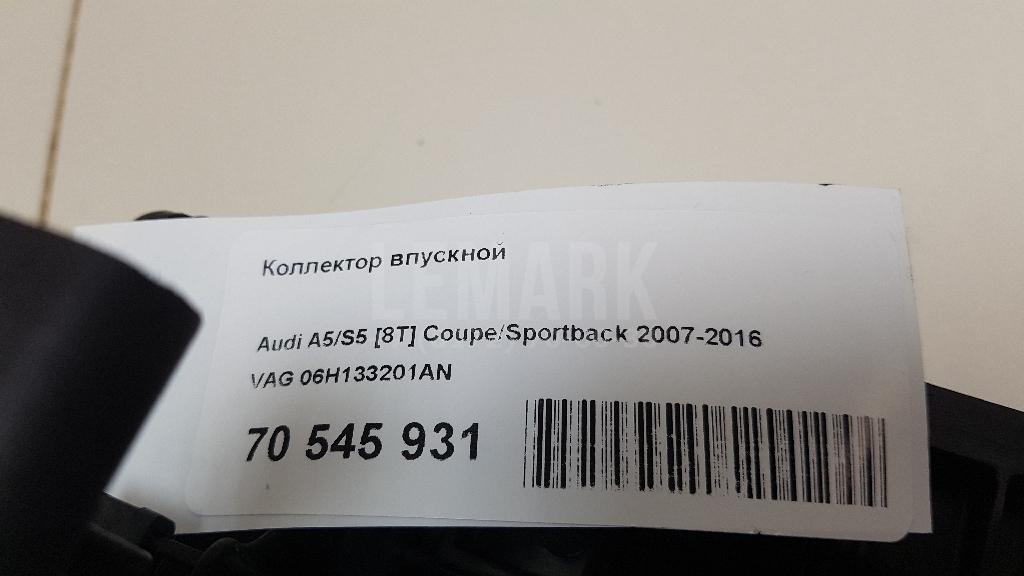 Коллектор впускной
LEMARK
Audi A5/S5 [8T] Coupe/Sportback 2007-2016
VAG 06H133201AN
70 545 931